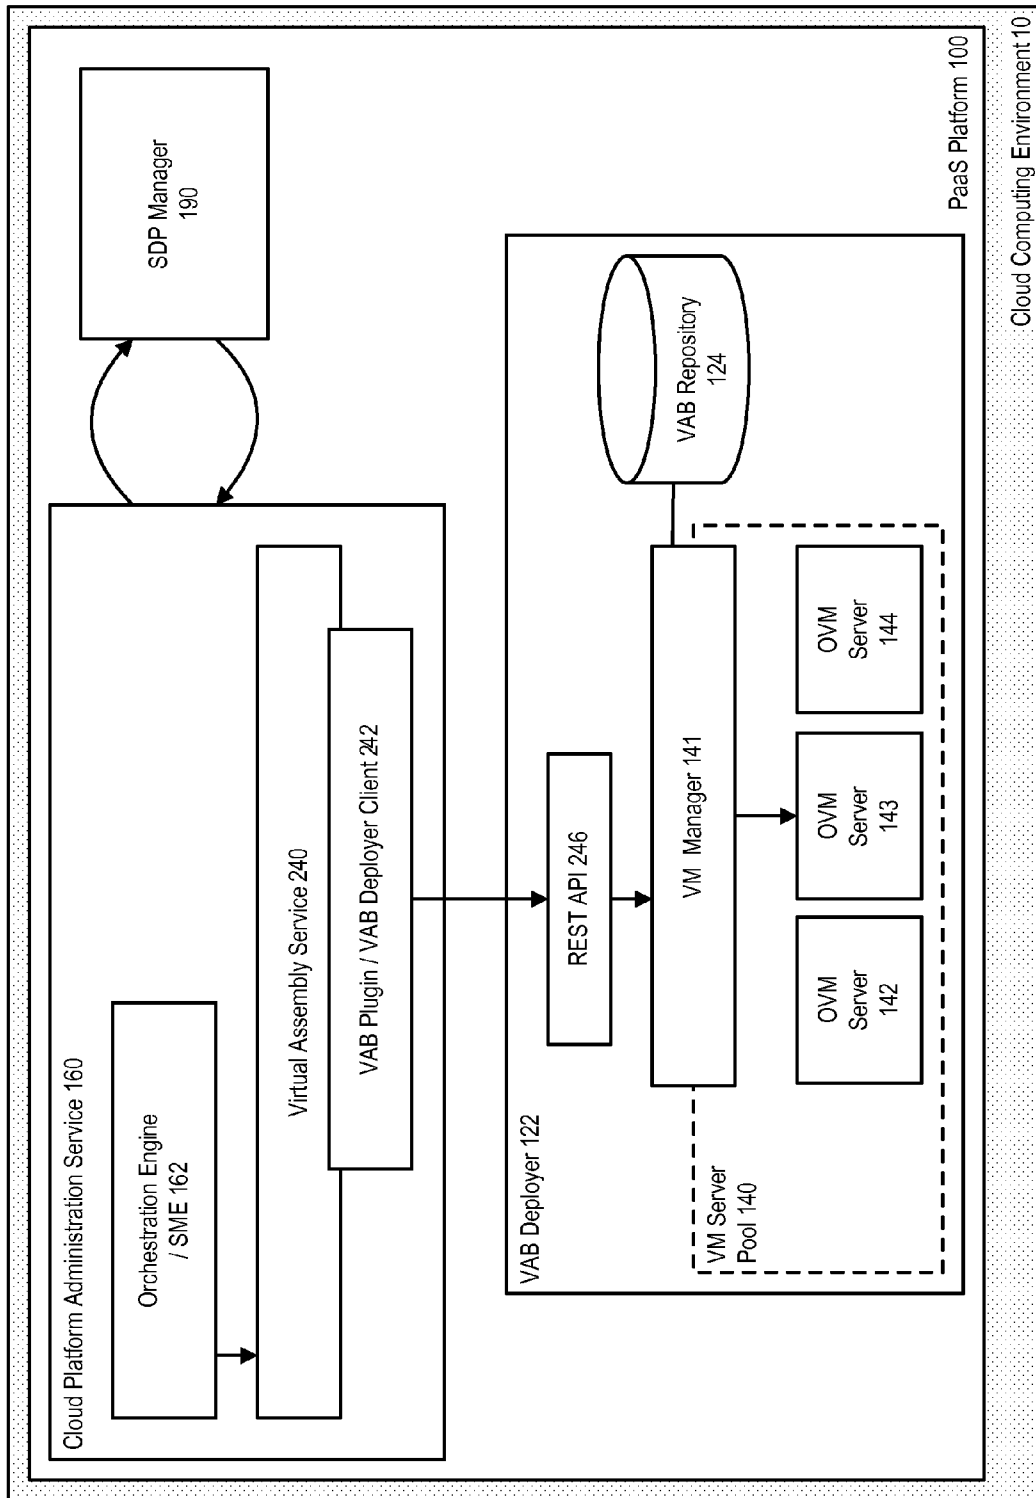 Cloud Platform Administration Service 160
Orchestration Engine
/ SME 162
Virtual Assembly Service 240
VAB Plugin / VAB Deployer Client 242
SDP Manager
190
VAB Deployer 122
REST API 246
VM Manager 141
VAB Repository
124
VM Server
Pool 140
OVM
Server
142
OVM
Server
143
OVM
Server
144
PaaS Platform 100
Cloud Computing Environment 10